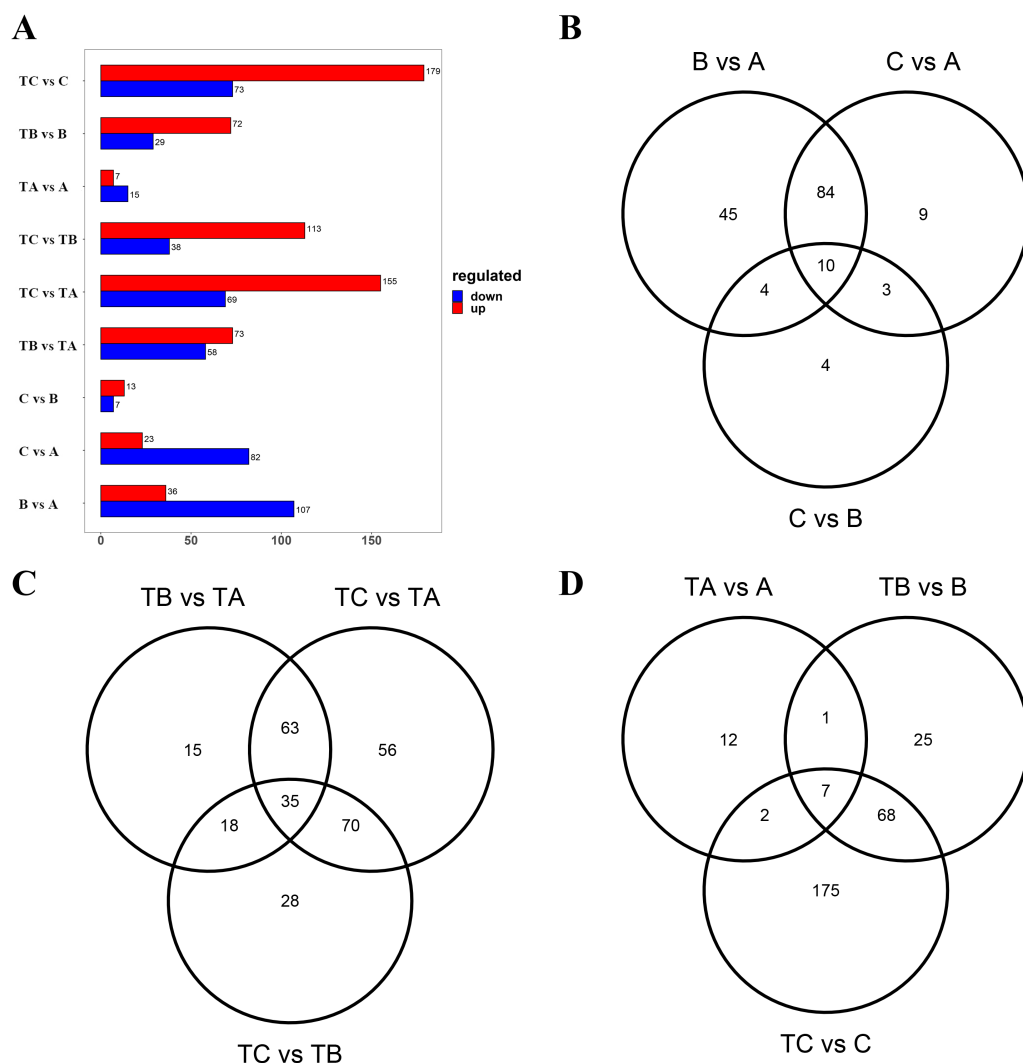 A
TC vs C
179
73
TB vs B
72
29
TA vs A
7
15
TC vs TB
113
38
TC vs TA
155
69
TB vs TA
73
58
C vs B
13
7
C vs A
23
82
B vs A
36
107
0 50 100 150
regulated
down
up
B
B vs A C vs A
84
45 9
10
4 3
4
C vs B
C
TB vs TA TC vs TA
63
15 56
35
18 70
28
TC vs TB
D
TA vs A TB vs B
1
12 25
7
2 68
175
TC vs C